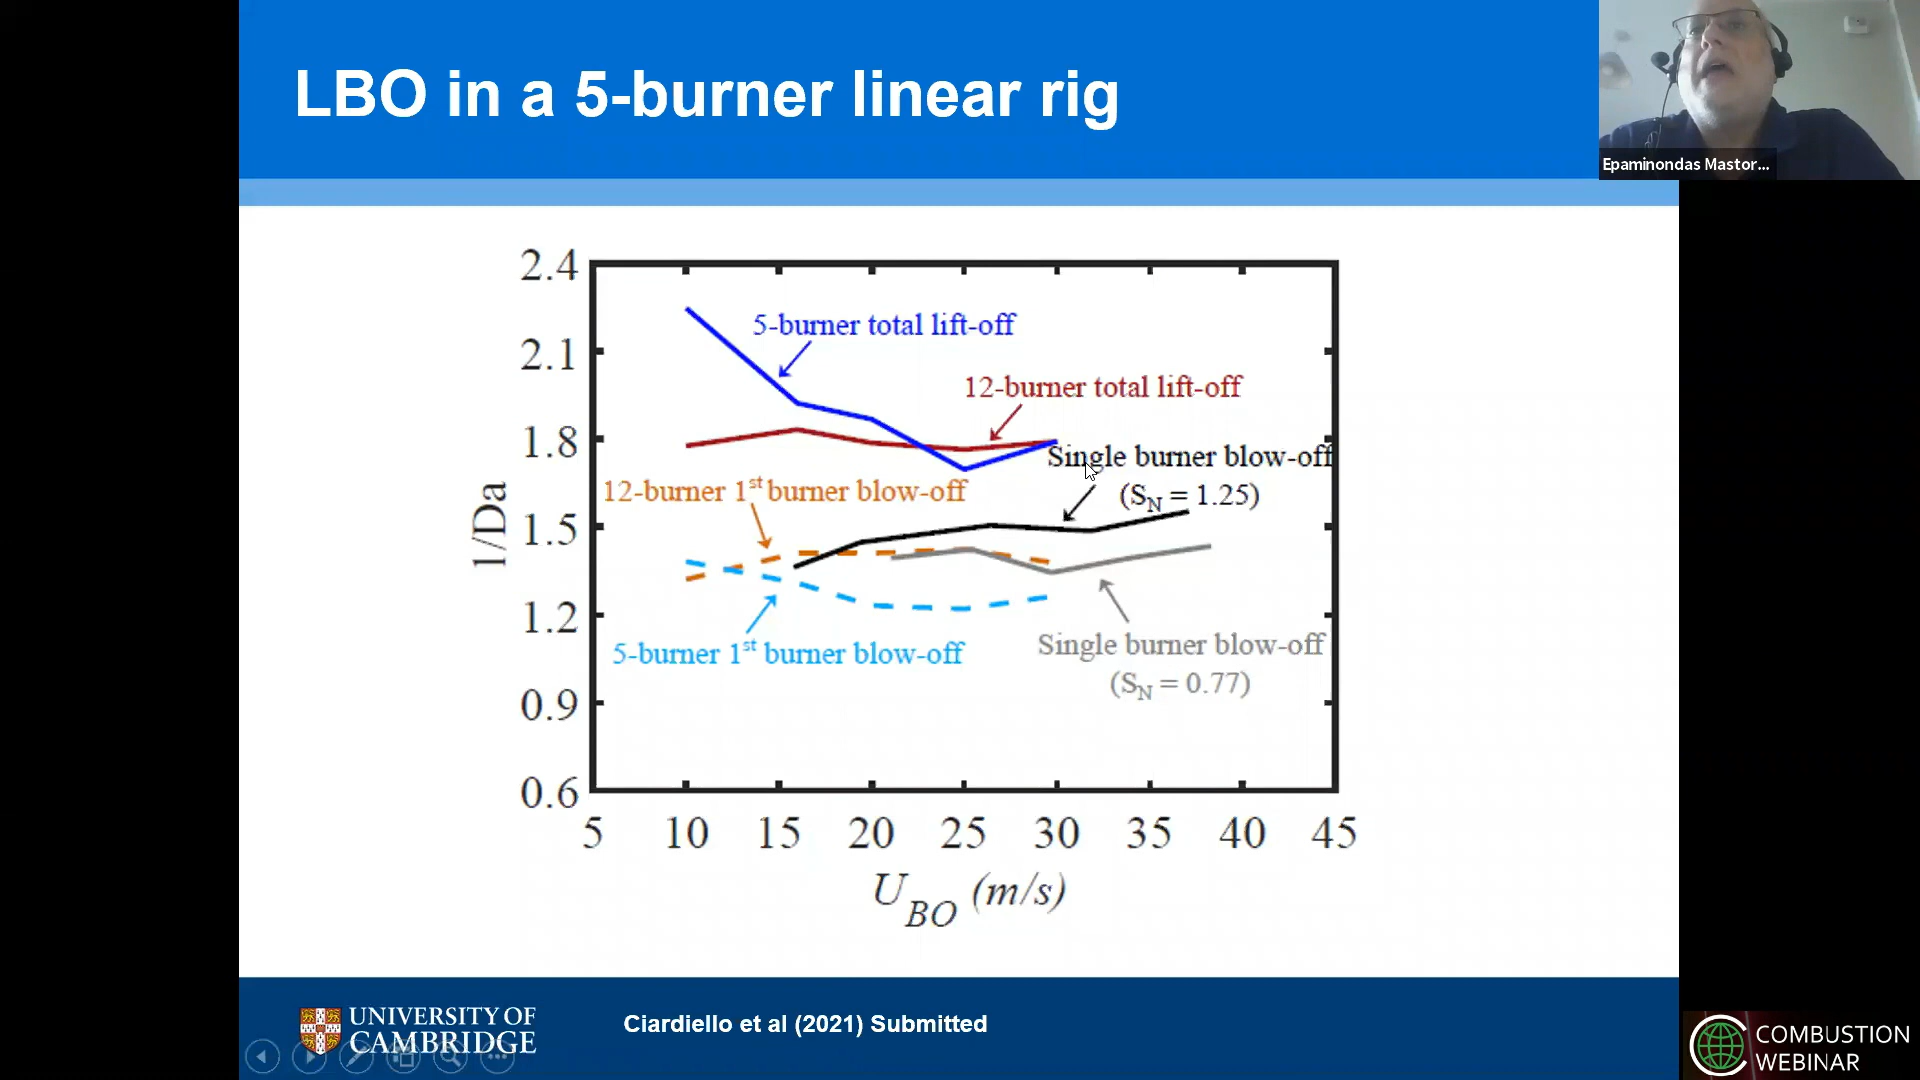 LBO in a 5-burner linear rig
Epaminondas Mastor...
2.4
2.1
1.8
1.5
1.2
0.9
0.6
1/Da
5-burner total lift-off
12-burner total lift-off
Single burner blow-off
(S_N = 1.25)
12-burner 1st burner blow-off
5-burner 1st burner blow-off
Single burner blow-off
(S_N = 0.77)
5 10 15 20 25 30 35 40 45
U_BO (m/s)
UNIVERSITY OF
CAMBRIDGE
Ciardiello et al (2021) Submitted
COMBUSTION
WEBINAR